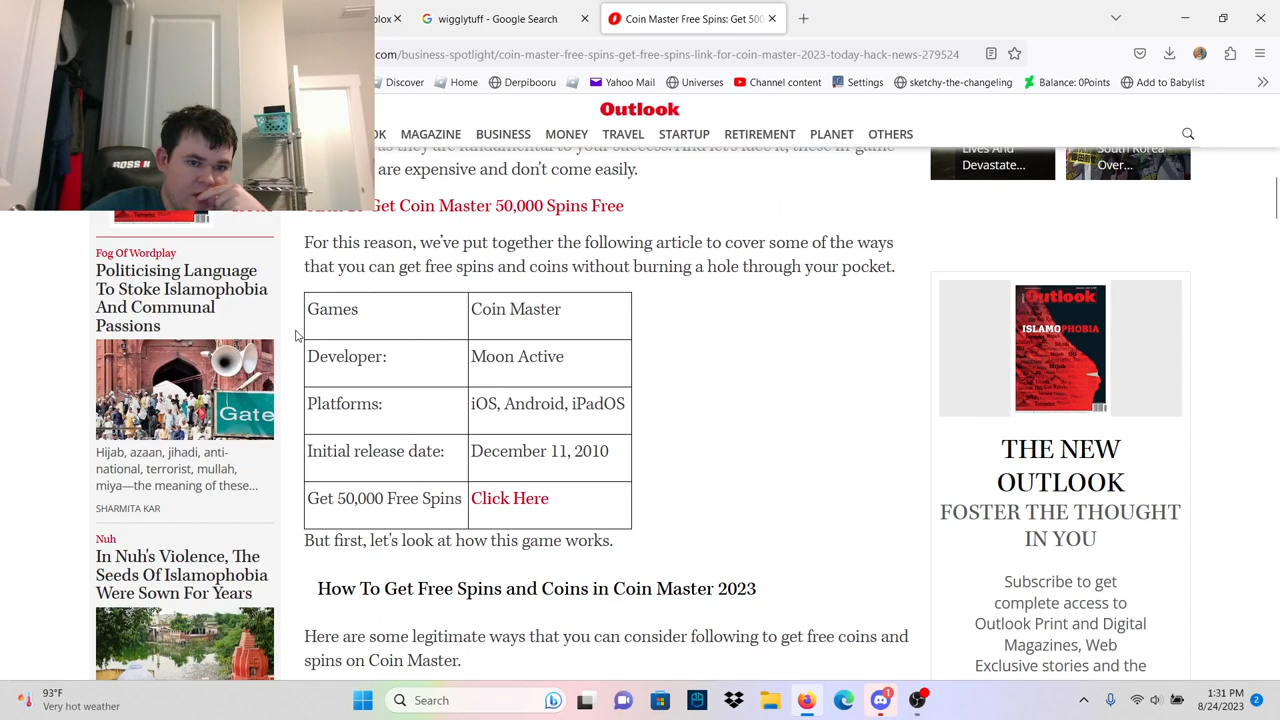 olox
wigglytuff - Google Search
Coin Master Free Spins: Get 500
com/business-spotlight/coin-master-free-spins-get-free-spins-link-for-coin-master-2023-today-hack-news-279524
Discover
Home
Derpibooru
Yahoo Mail
Universes
Channel content
Settings
sketchy-the-changeling
Balance: 0Points
Add to Babylist
Outlook
OK MAGAZINE BUSINESS MONEY TRAVEL STARTUP RETIREMENT PLANET OTHERS
ROSSIN
as they are fundamental to your success. And let's face it, these in-game
are expensive and don't come easily.
Get Coin Master 50,000 Spins Free
For this reason, we've put together the following article to cover some of the ways
that you can get free spins and coins without burning a hole through your pocket.
Games Coin Master
Developer: Moon Active
Platforms: iOS, Android, iPadOS
Initial release date: December 11, 2010
Get 50,000 Free Spins Click Here
But first, let's look at how this game works.
How To Get Free Spins and Coins in Coin Master 2023
Here are some legitimate ways that you can consider following to get free coins and
spins on Coin Master.
Fog Of Wordplay
Politicising Language
To Stoke Islamophobia
And Communal
Passions
Gate
Hijab, azaan, jihadi, anti-
national, terrorist, mullah,
miya—the meaning of these...
SHARMITA KAR
Nuh
In Nuh's Violence, The
Seeds Of Islamophobia
Were Sown For Years
Lives And
Devastate...
South Korea
Over...
Outlook
ISLAMOPHOBIA
THE NEW
OUTLOOK
FOSTER THE THOUGHT
IN YOU
Subscribe to get
complete access to
Outlook Print and Digital
Magazines, Web
Exclusive stories and the
93°F
Very hot weather
Search
1
1:31 PM
8/24/2023
2